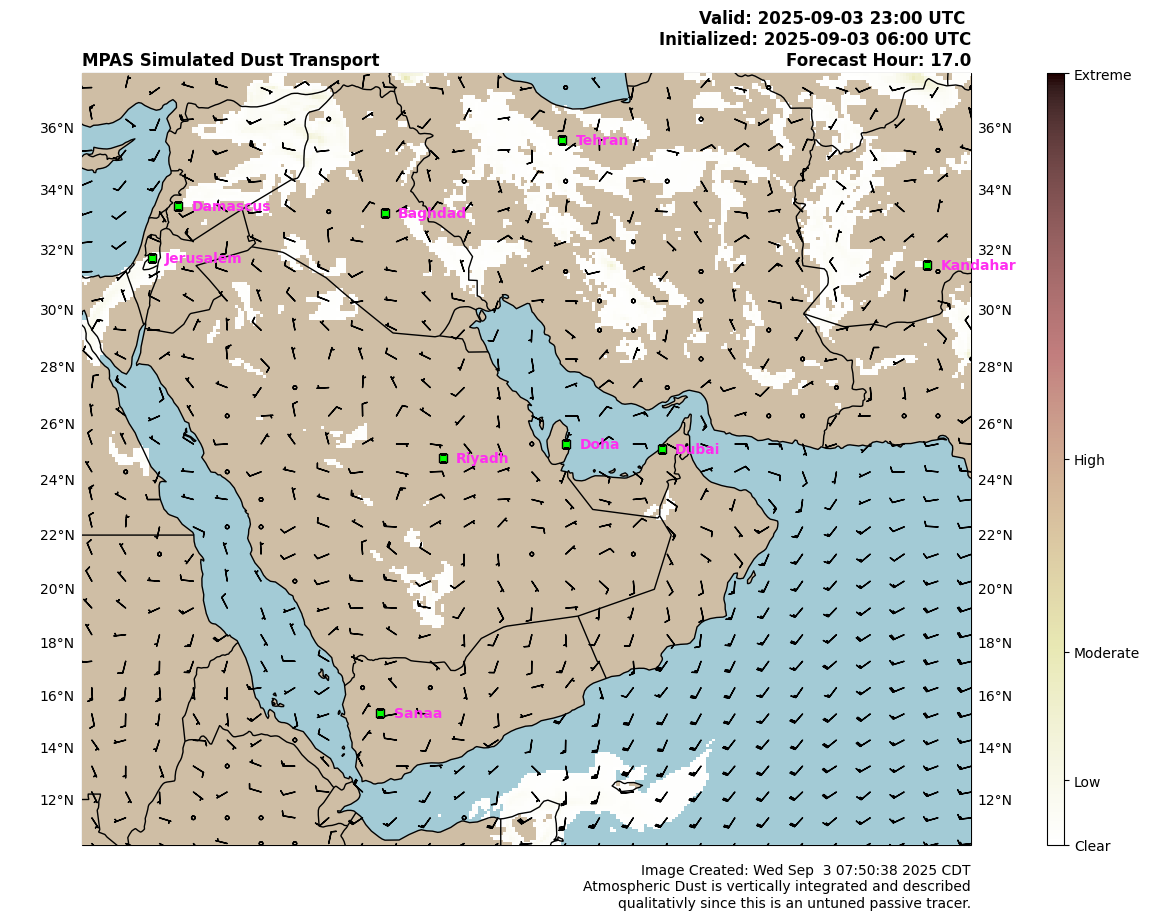 Valid: 2025-09-03 23:00 UTC
Initialized: 2025-09-03 06:00 UTC
MPAS Simulated Dust Transport Forecast Hour: 17.0
Extreme
36°N 36°N
Tehran
34°N 34°N
Damascus
Baghdad
32°N 32°N
Jerusalem
Kandahar
30°N 30°N
28°N 28°N
26°N 26°N
Doha
Dubai
Riyadh
High
24°N 24°N
22°N 22°N
20°N 20°N
18°N 18°N
Moderate
16°N 16°N
Sanaa
14°N 14°N
Low
12°N 12°N
Clear
Image Created: Wed Sep  3 07:50:38 2025 CDT
Atmospheric Dust is vertically integrated and described
qualitativly since this is an untuned passive tracer.